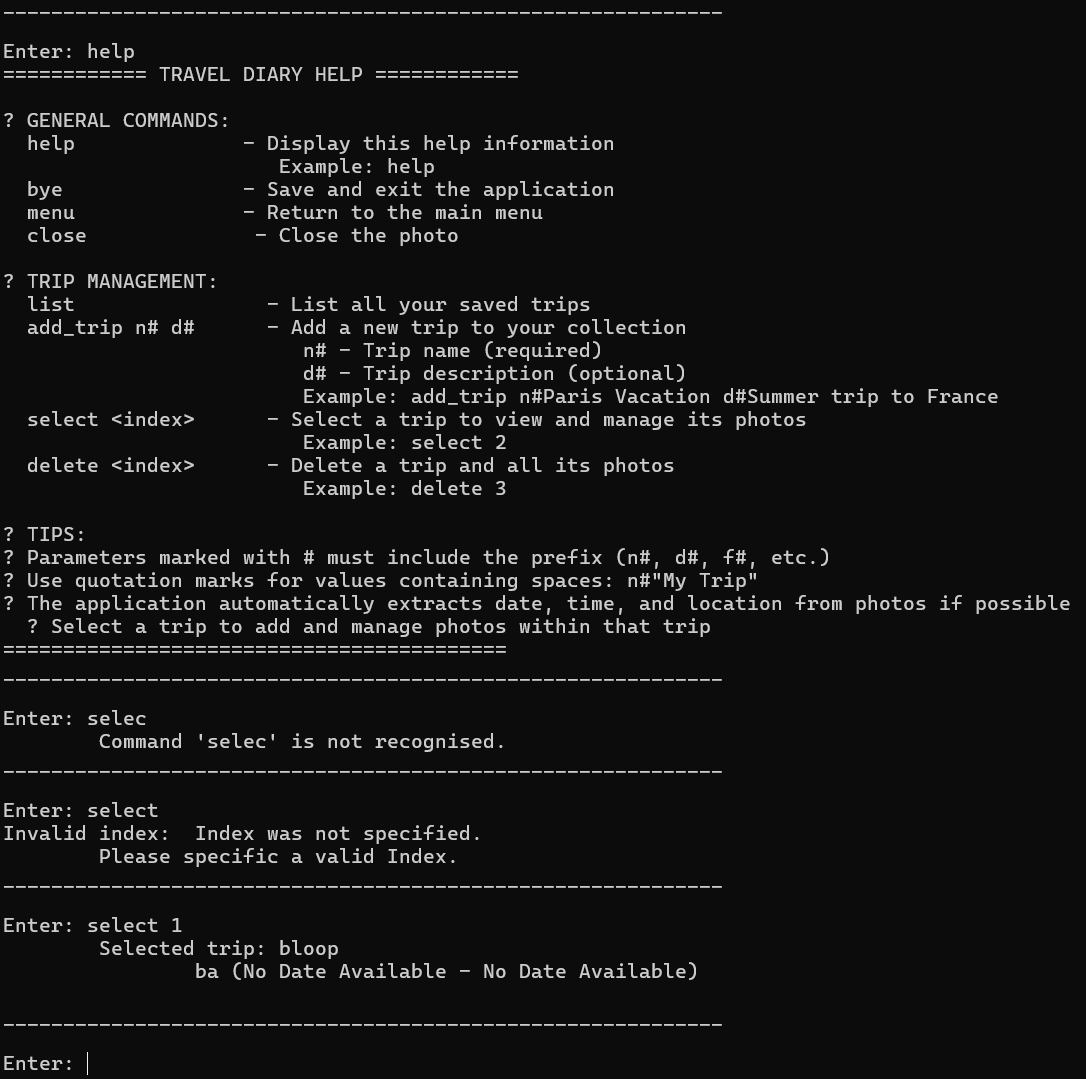 ------------------------------------------------------------
Enter: help
============ TRAVEL DIARY HELP ============
? GENERAL COMMANDS:
  help              - Display this help information
                       Example: help
  bye               - Save and exit the application
  menu              - Return to the main menu
  close              - Close the photo
? TRIP MANAGEMENT:
  list                - List all your saved trips
  add_trip n# d#      - Add a new trip to your collection
                         n# - Trip name (required)
                         d# - Trip description (optional)
                         Example: add_trip n#Paris Vacation d#Summer trip to France
  select <index>      - Select a trip to view and manage its photos
                         Example: select 2
  delete <index>      - Delete a trip and all its photos
                         Example: delete 3
? TIPS:
? Parameters marked with # must include the prefix (n#, d#, f#, etc.)
? Use quotation marks for values containing spaces: n#"My Trip"
? The application automatically extracts date, time, and location from photos if possible
  ? Select a trip to add and manage photos within that trip
==========================================
------------------------------------------------------------
Enter: selec
        Command 'selec' is not recognised.
------------------------------------------------------------
Enter: select
Invalid index:  Index was not specified.
        Please specific a valid Index.
------------------------------------------------------------
Enter: select 1
        Selected trip: bloop
                ba (No Date Available - No Date Available)
------------------------------------------------------------
Enter: